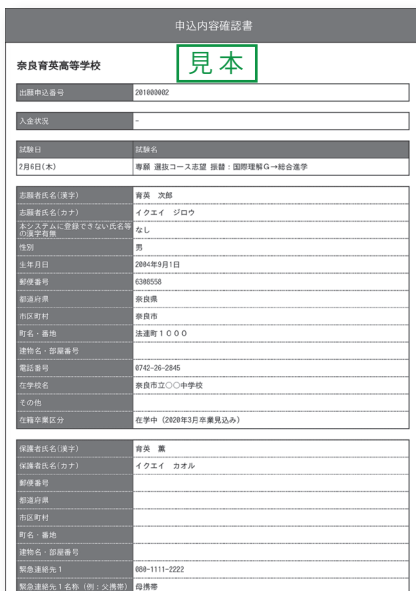 申込内容確認書
見本
奈良育英高等学校
出願申込番号 201000002
入金状況 -
試験日 試験名
2月6日(木) 専願 選抜コース志望 振替:国際理解G→総合進学
志願者氏名(漢字) 育英 次郎
志願者氏名(カナ) イクエイ ジロウ
本システムに登録できない氏名等の漢字有無 なし
性別 男
生年月日 2004年9月1日
郵便番号 6308558
都道府県 奈良県
市区町村 奈良市
町名・番地 法蓮町1000
建物名・部屋番号
電話番号 0742-26-2845
在学校名 奈良市立○○中学校
その他
在籍卒業区分 在学中(2020年3月卒業見込み)
保護者氏名(漢字) 育英 薫
保護者氏名(カナ) イクエイ カオル
郵便番号
都道府県
市区町村
町名・番地
建物名・部屋番号
緊急連絡先1 080-1111-2222
緊急連絡先1名称(例:父携帯) 母携帯